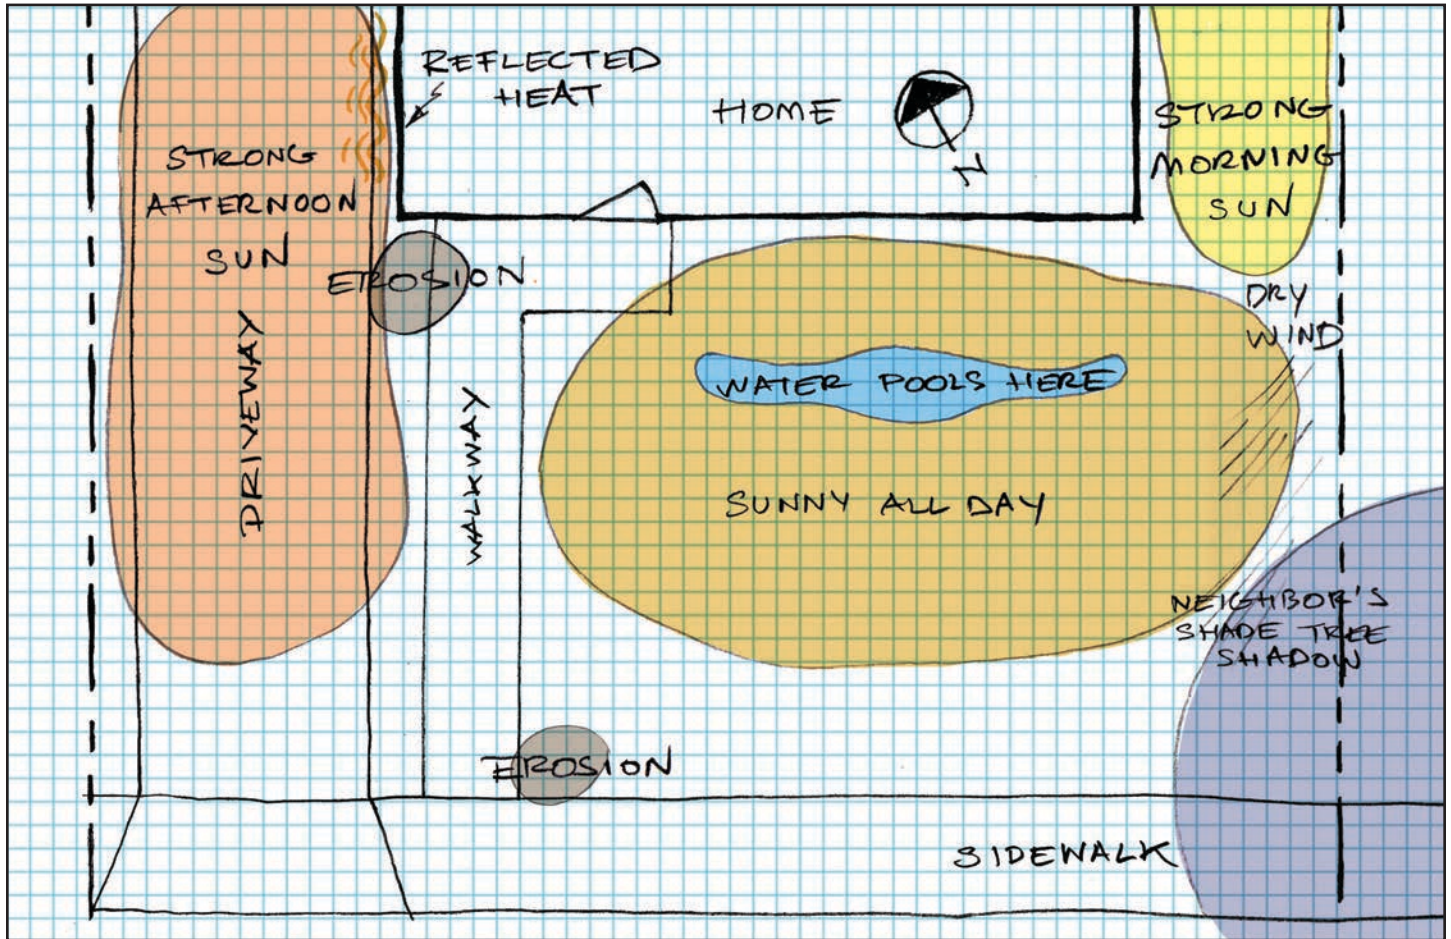 REFLECTED
HEAT
HOME
N
STRONG
MORNING
SUN
STRONG
AFTERNOON
SUN
EROSION
DRY
WIND
DRIVEWAY
WALKWAY
WATER POOLS HERE
SUNNY ALL DAY
NEIGHBOR'S
SHADE TREE
SHADOW
EROSION
SIDEWALK